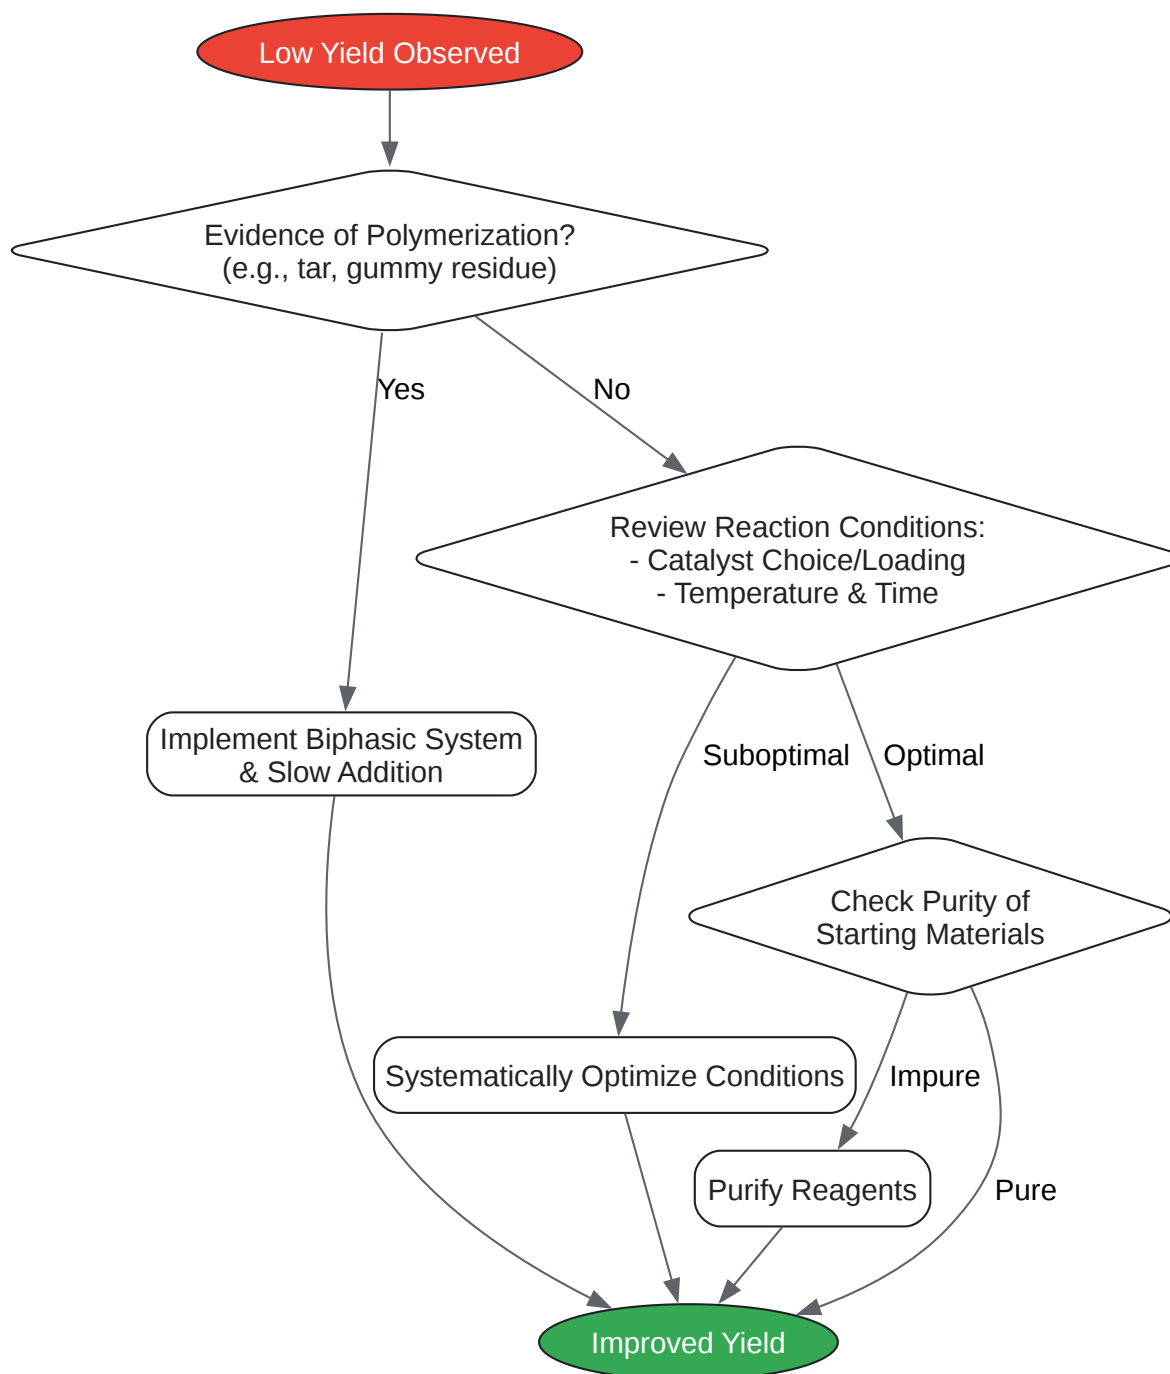 Low Yield Observed
Evidence of Polymerization?
(e.g., tar, gummy residue)
Yes
No
Review Reaction Conditions:
- Catalyst Choice/Loading
- Temperature & Time
Implement Biphasic System
& Slow Addition
Suboptimal
Optimal
Check Purity of
Starting Materials
Systematically Optimize Conditions
Impure
Purify Reagents
Pure
Improved Yield